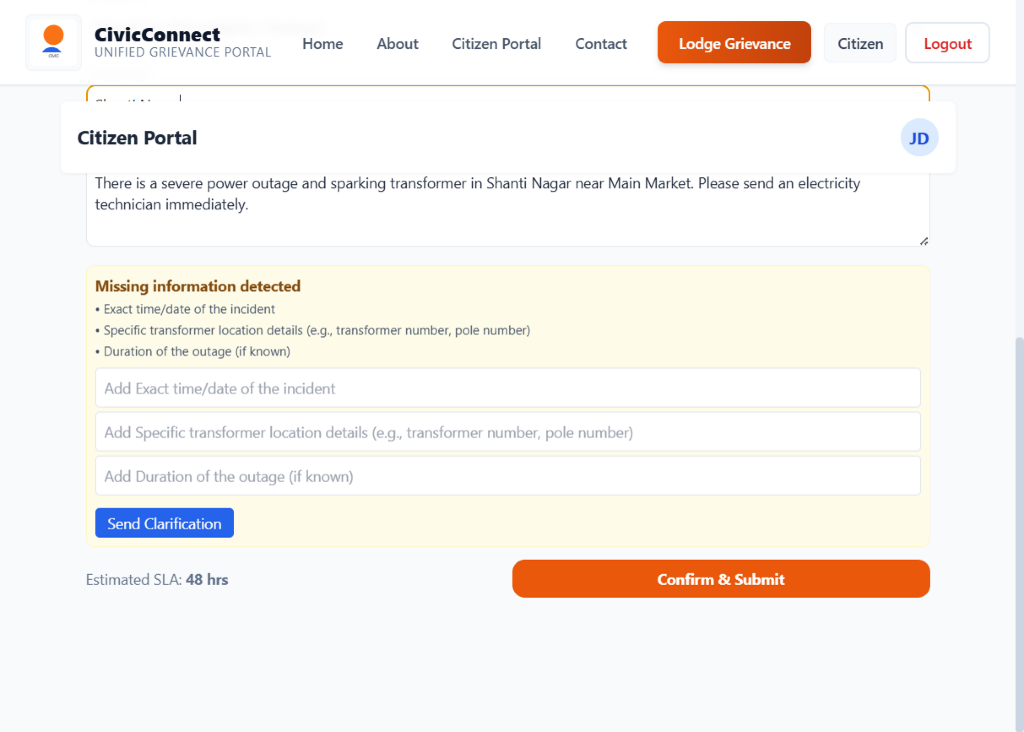 CivicConnect
UNIFIED GRIEVANCE PORTAL
Home
About
Citizen Portal
Contact
Lodge Grievance
Citizen
Logout
Citizen Portal
JD
There is a severe power outage and sparking transformer in Shanti Nagar near Main Market. Please send an electricity
technician immediately.
Missing information detected
• Exact time/date of the incident
• Specific transformer location details (e.g., transformer number, pole number)
• Duration of the outage (if known)
Add Exact time/date of the incident
Add Specific transformer location details (e.g., transformer number, pole number)
Add Duration of the outage (if known)
Send Clarification
Estimated SLA: 48 hrs
Confirm & Submit